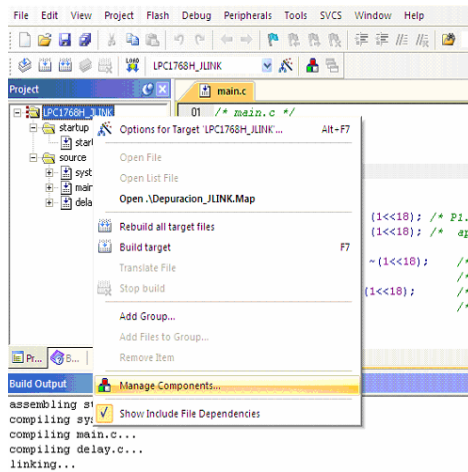 File Edit View Project Flash Debug Peripherals Tools SVCS Window Help
LPC1768H_JLINK
Project
main.c
LPC1768H_JLINK
01 /* main.c */
startup
Options for Target 'LPC1768H_JLINK'... Alt+F7
source
Open File
Open List File
Open .\Depuracion_JLINK.Map
(1<<18); /* P1.
(1<<18); /*
Rebuild all target files
Build target F7
~(1<<18); /*
Translate File
/*
Stop build
(1<<18); /*
/*
Add Group...
Add Files to Group...
Remove Item
Pr... B...
Manage Components...
Build Output
Show Include File Dependencies
assembling
compiling
compiling main.c...
compiling delay.c...
linking...